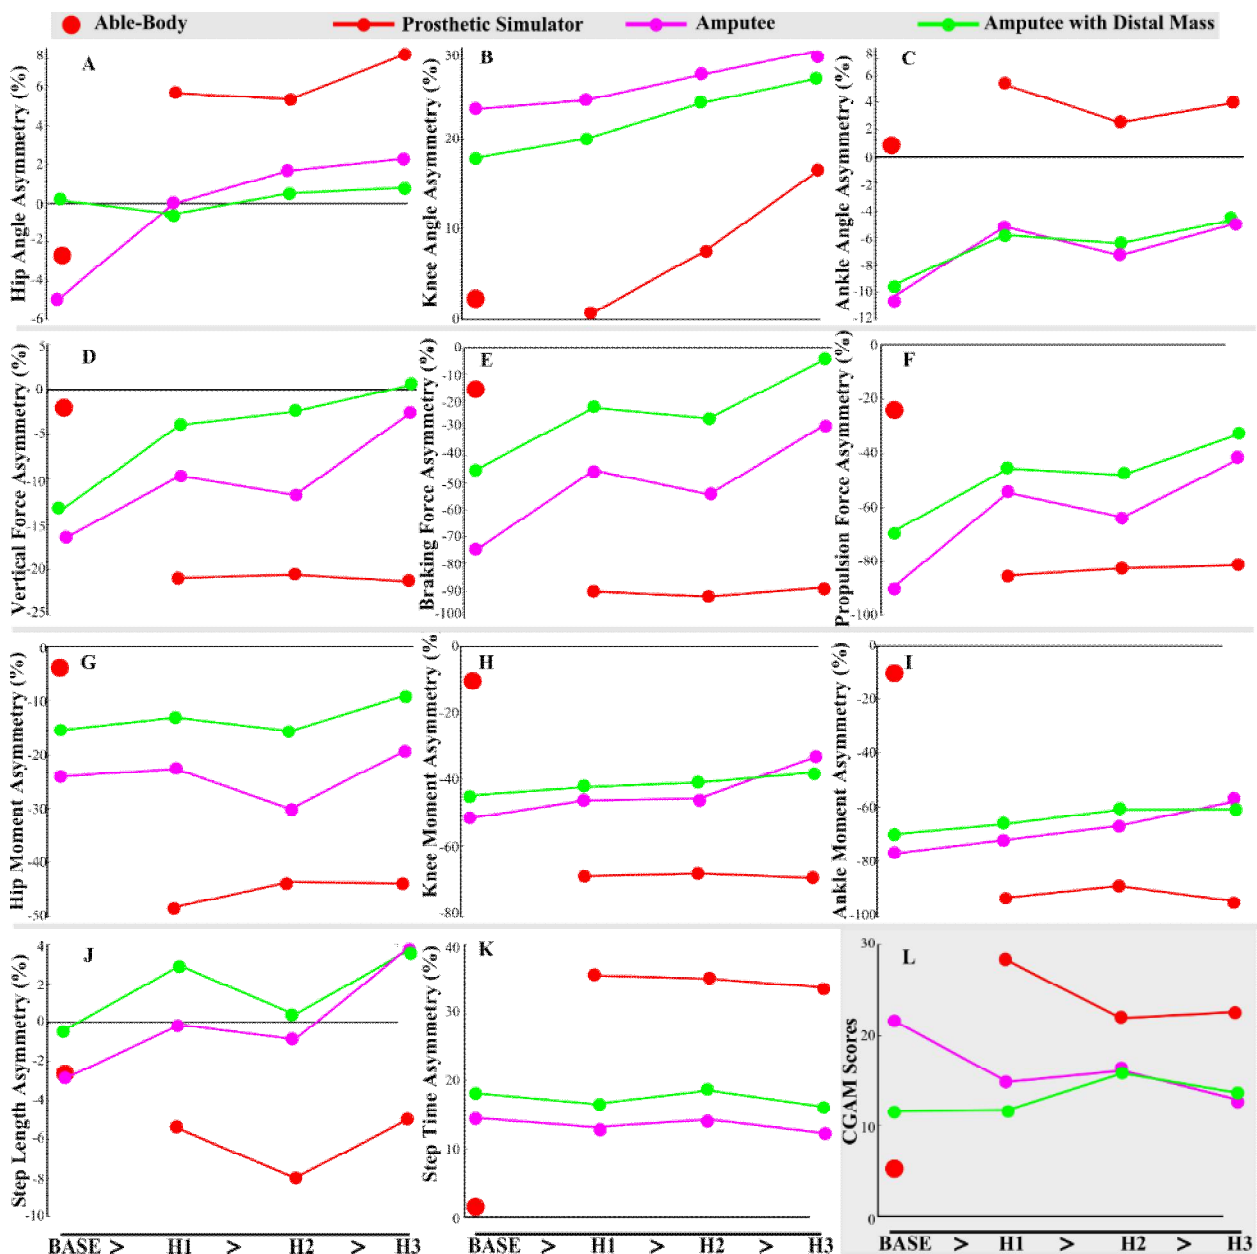 Able-Body Prosthetic Simulator Amputee Amputee with Distal Mass
A
Hip Angle Asymmetry (%)
8
6
4
2
0
-2
-4
-6
B
Knee Angle Asymmetry (%)
30
20
10
0
C
Ankle Angle Asymmetry (%)
8
6
4
2
0
-2
-4
-6
-8
-10
-12
D
Vertical Force Asymmetry (%)
5
0
-5
-10
-15
-20
-25
E
Braking Force Asymmetry (%)
0
-10
-20
-30
-40
-50
-60
-70
-80
-90
-100
F
Propulsion Force Asymmetry (%)
0
-20
-40
-60
-80
-100
G
Hip Moment Asymmetry (%)
0
-10
-20
-30
-40
-50
H
Knee Moment Asymmetry (%)
0
-20
-40
-60
-80
I
Ankle Moment Asymmetry (%)
0
-20
-40
-60
-80
-100
J
Step Length Asymmetry (%)
4
2
0
-2
-4
-6
-8
-10
K
Step Time Asymmetry (%)
40
30
20
10
0
L
CGAM Scores
30
20
10
0
BASE > H1 > H2 > H3
BASE > H1 > H2 > H3
BASE > H1 > H2 > H3